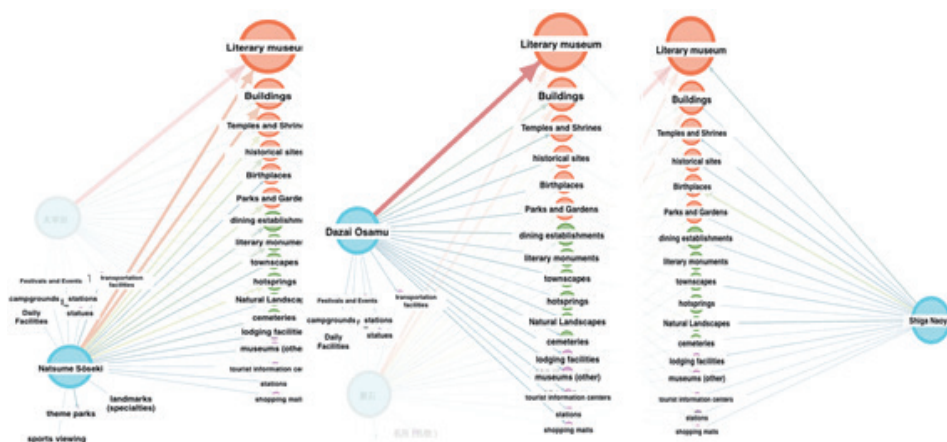 Literary museum
Buildings
Temples and Shrines
historical sites
Birthplaces
Parks and Gardens
dining establishments
literary monuments
townscapes
hotsprings
Natural Landscapes
cemeteries
lodging facilities
museums (other)
tourist information cente
stations
shopping malls
Festivals and Events
transportation
facilities
campgrounds
stations
Daily
Facilities
statues
Natsume Sōseki
theme parks
landmarks
(specialties)
sports viewing
Literary museum
Buildings
Temples and Shrines
historical sites
Birthplaces
Parks and Gardens
dining establishments
literary monuments
townscapes
hotsprings
Natural Landscapes
cemeteries
lodging facilities
museums (other)
tourist information centers
stations
shopping malls
Dazai Osamu
Festivals and Events
transportation
facilities
campgrounds
stations
Daily
Facilities
statues
Literary museum
Buildings
Temples and Shrines
historical sites
Birthplaces
Parks and Gardens
dining establishments
literary monuments
townscapes
hotsprings
Natural Landscapes
cemeteries
lodging facilities
museums (other)
tourist information centers
stations
shopping malls
Shiga Naoy